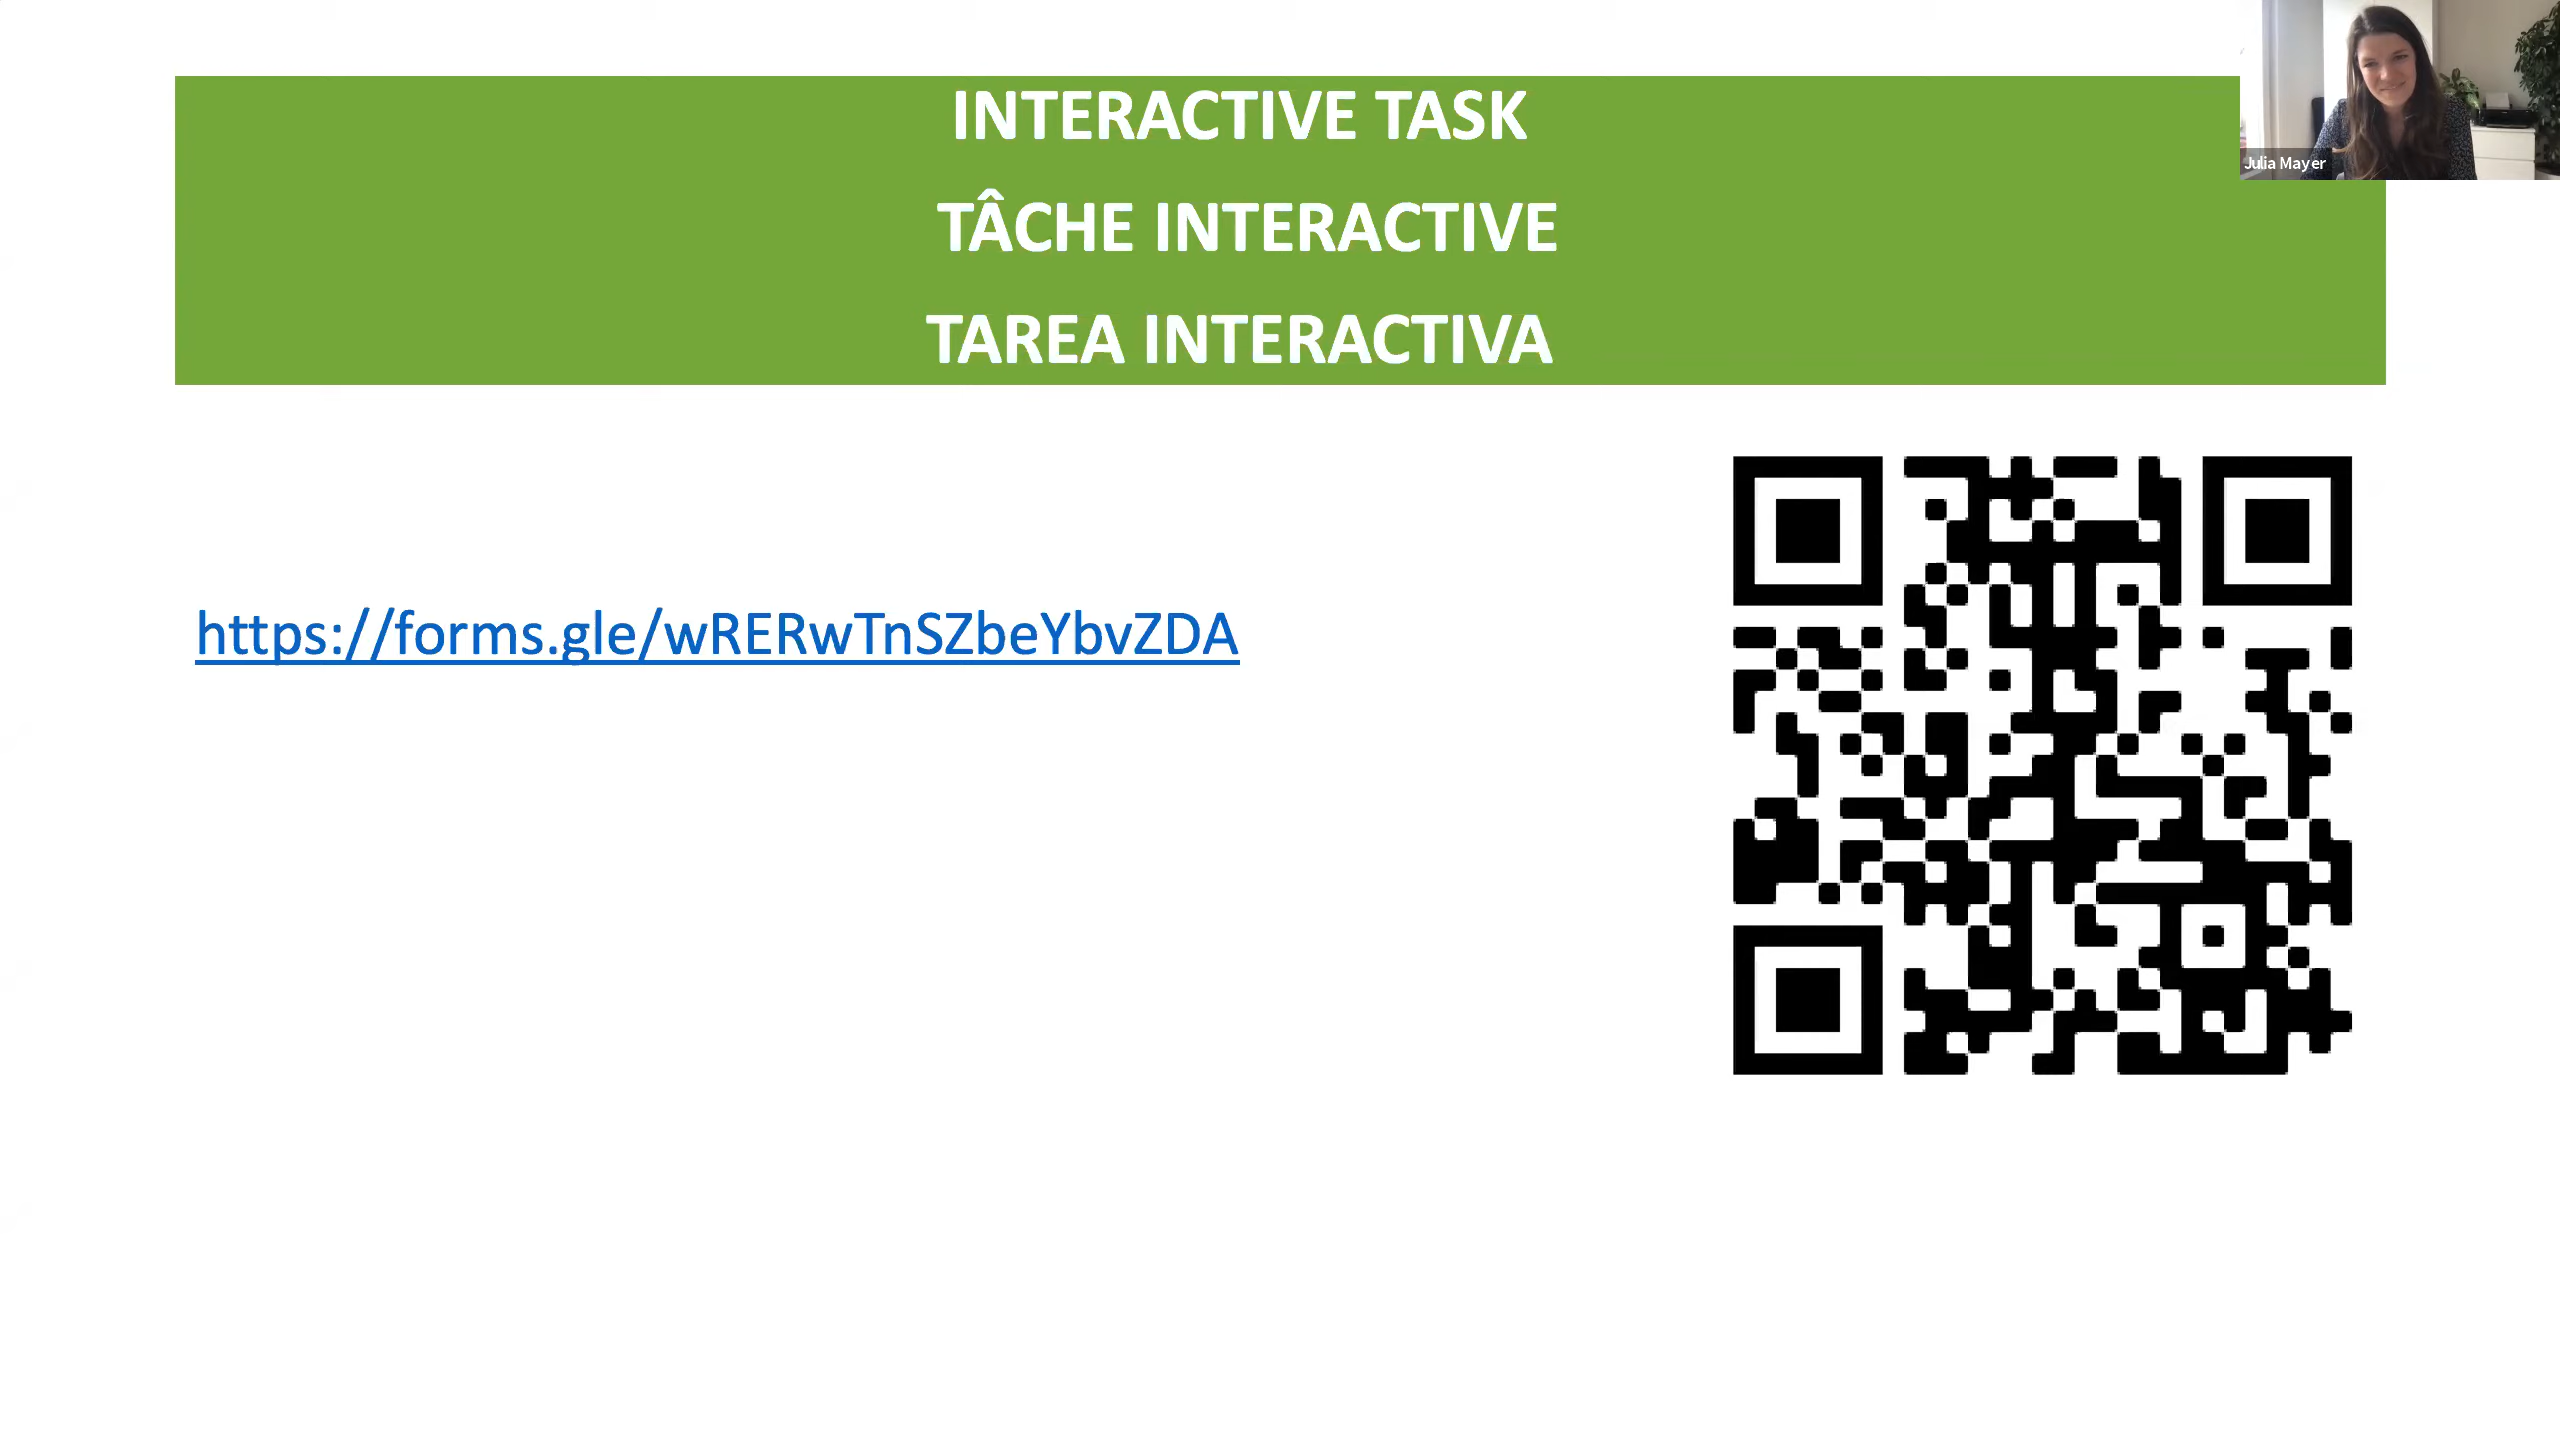 INTERACTIVE TASK
TÂCHE INTERACTIVE
TAREA INTERACTIVA
Julia Mayer
https://forms.gle/wRERwTnSZbeYbvZDA